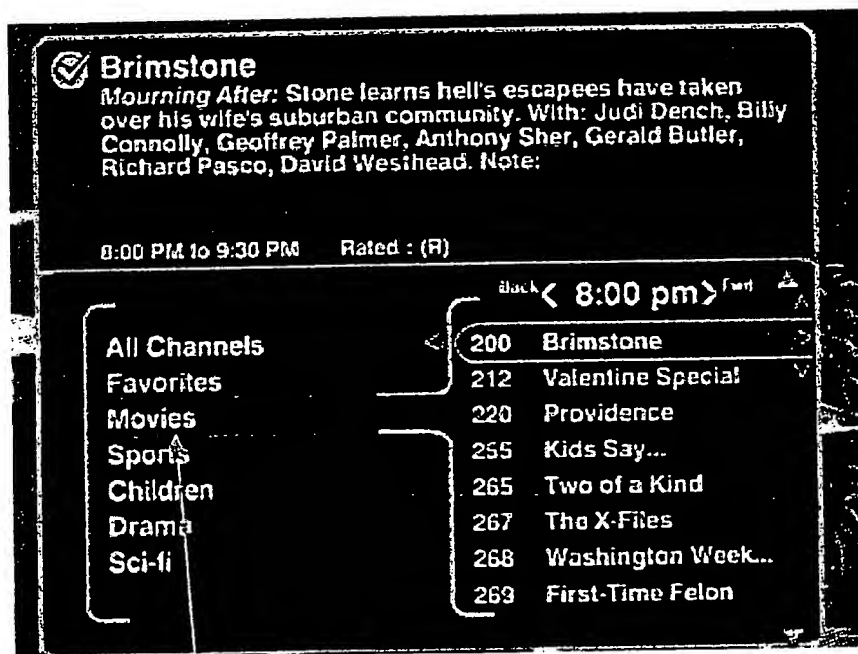 Brimstone
Mourning After: Stone learns hell's escapees have taken
over his wife's suburban community. With: Judi Dench, Billy
Connolly, Geoffrey Palmer, Anthony Sher, Gerald Butler,
Richard Pasco, David Westhead. Note:
8:00 PM to 9:30 PM Rated : (R)
Back < 8:00 pm > Fwd
All Channels
Favorites
Movies
Sports
Children
Drama
Sci-fi
200 Brimstone
212 Valentine Special
220 Providence
255 Kids Say...
265 Two of a Kind
267 The X-Files
268 Washington Week...
269 First-Time Felon